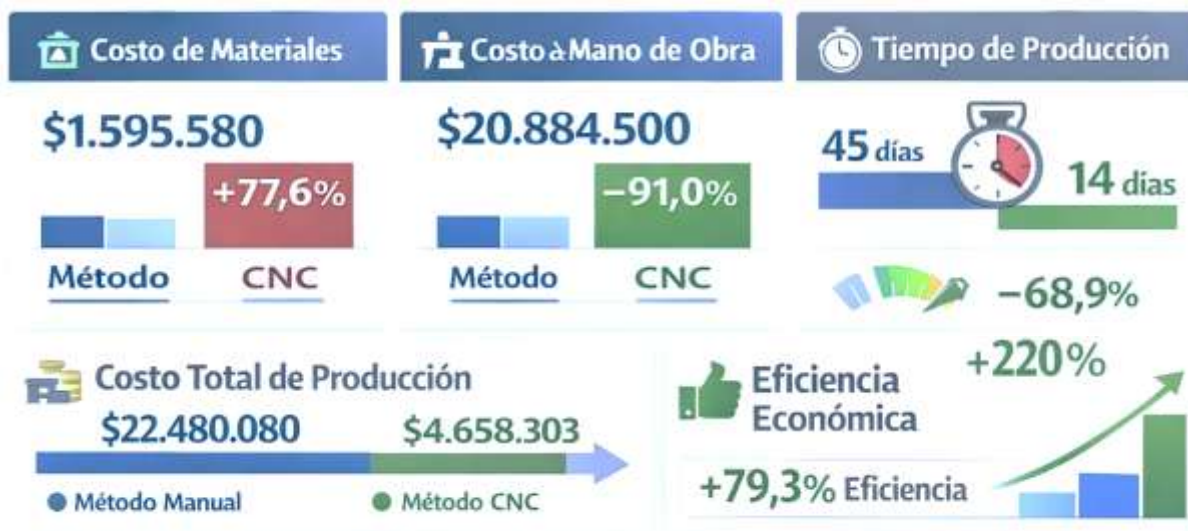 Costo de Materiales
$1.595.580
+77,6%
Método
CNC
Costo à Mano de Obra
$20.884.500
−91,0%
Método
CNC
Tiempo de Producción
45 días
14 días
−68,9%
Costo Total de Producción
$22.480.080
$4.658.303
Método Manual
Método CNC
Eficiencia
Económica
+220%
+79,3% Eficiencia